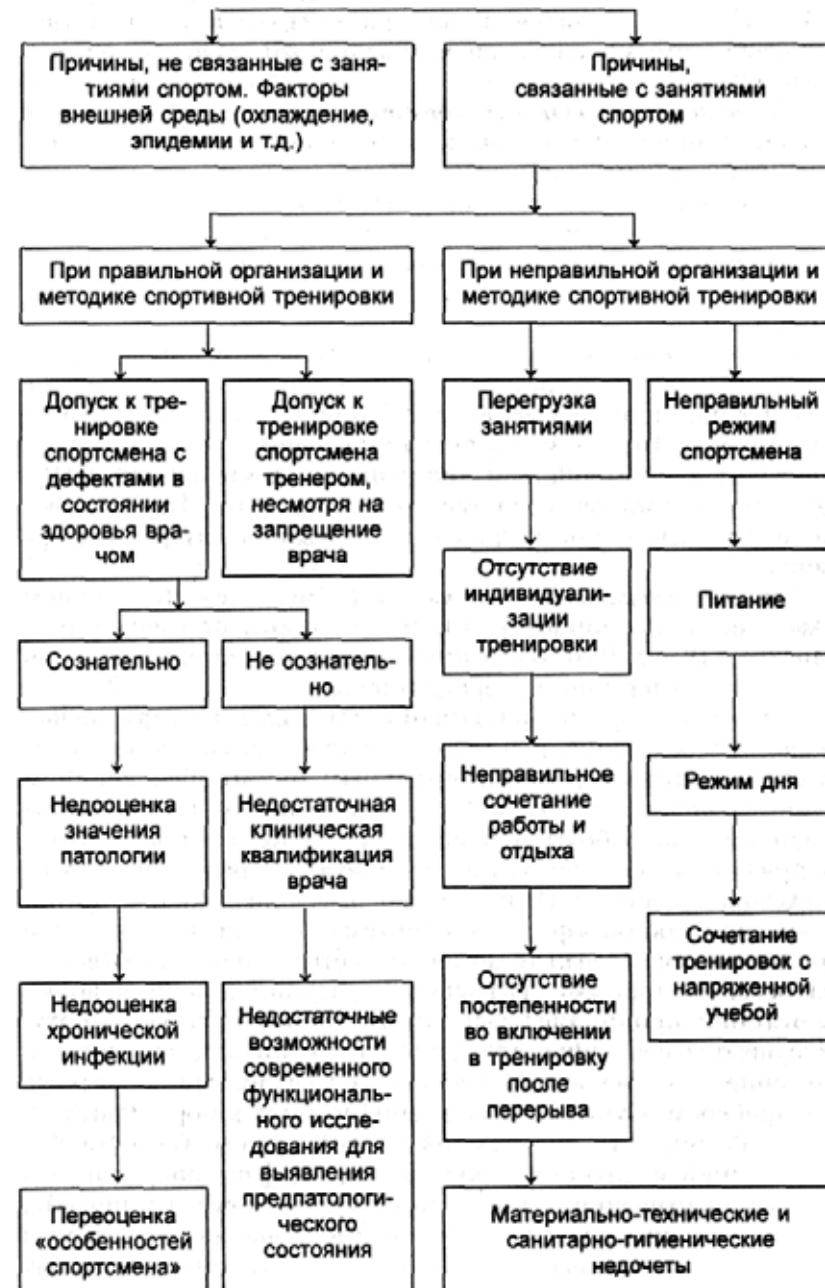 Причины, не связанные с заня-
тиями спортом. Факторы
внешней среды (охлаждение,
эпидемии и т.д.)
Причины,
связанные с занятиями
спортом
При правильной организации и
методике спортивной тренировки
При неправильной организации и
методике спортивной тренировки
Допуск к тре-
нировке
спортсмена с
дефектами в
состоянии
здоровья вра-
чом
Допуск к
тренировке
спортсмена
тренером,
несмотря на
запрещение
врача
Перегрузка
занятиями
Неправильный
режим
спортсмена
Отсутствие
индивидуали-
зации
тренировки
Питание
Сознательно
Не сознатель-
но
Неправильное
сочетание
работы и
отдыха
Режим дня
Недооценка
значения
патологии
Недостаточная
клиническая
квалификация
врача
Сочетание
тренировок с
напряженной
учебой
Недооценка
хронической
инфекции
Недостаточные
возможности
современного
функциональ-
ного иссле-
дования для
выявления
предпатологи-
ческого
состояния
Отсутствие
постепенности
во включении
в тренировку
после
перерыва
Переоценка
«особенностей
спортсмена»
Материально-технические и
санитарно-гигиенические
недочеты